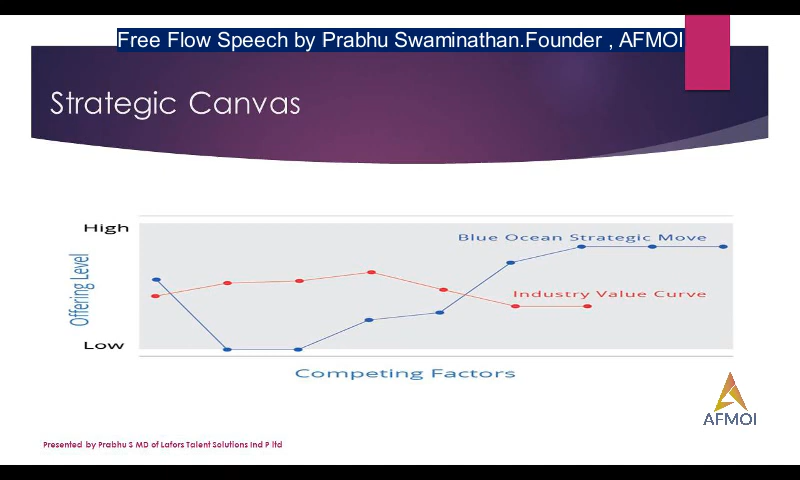 Free Flow Speech by Prabhu Swaminathan.Founder , AFMOI
Strategic Canvas
High
Blue Ocean Strategic Move
Offering Level
Industry Value Curve
Low
Competing Factors
AFMOI
Presented by Prabhu S MD of Lafors Talent Solutions Ind P ltd